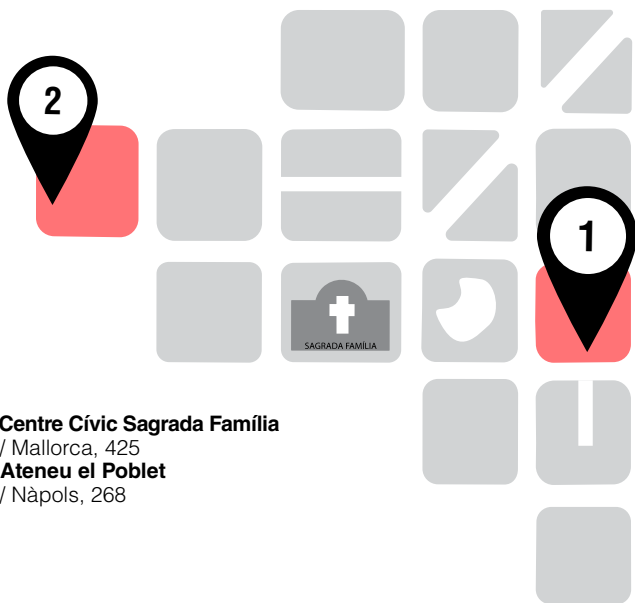 2
1
SAGRADA FAMÍLIA
Centre Cívic Sagrada Família
/ Mallorca, 425
Ateneu el Poblet
/ Nàpols, 268